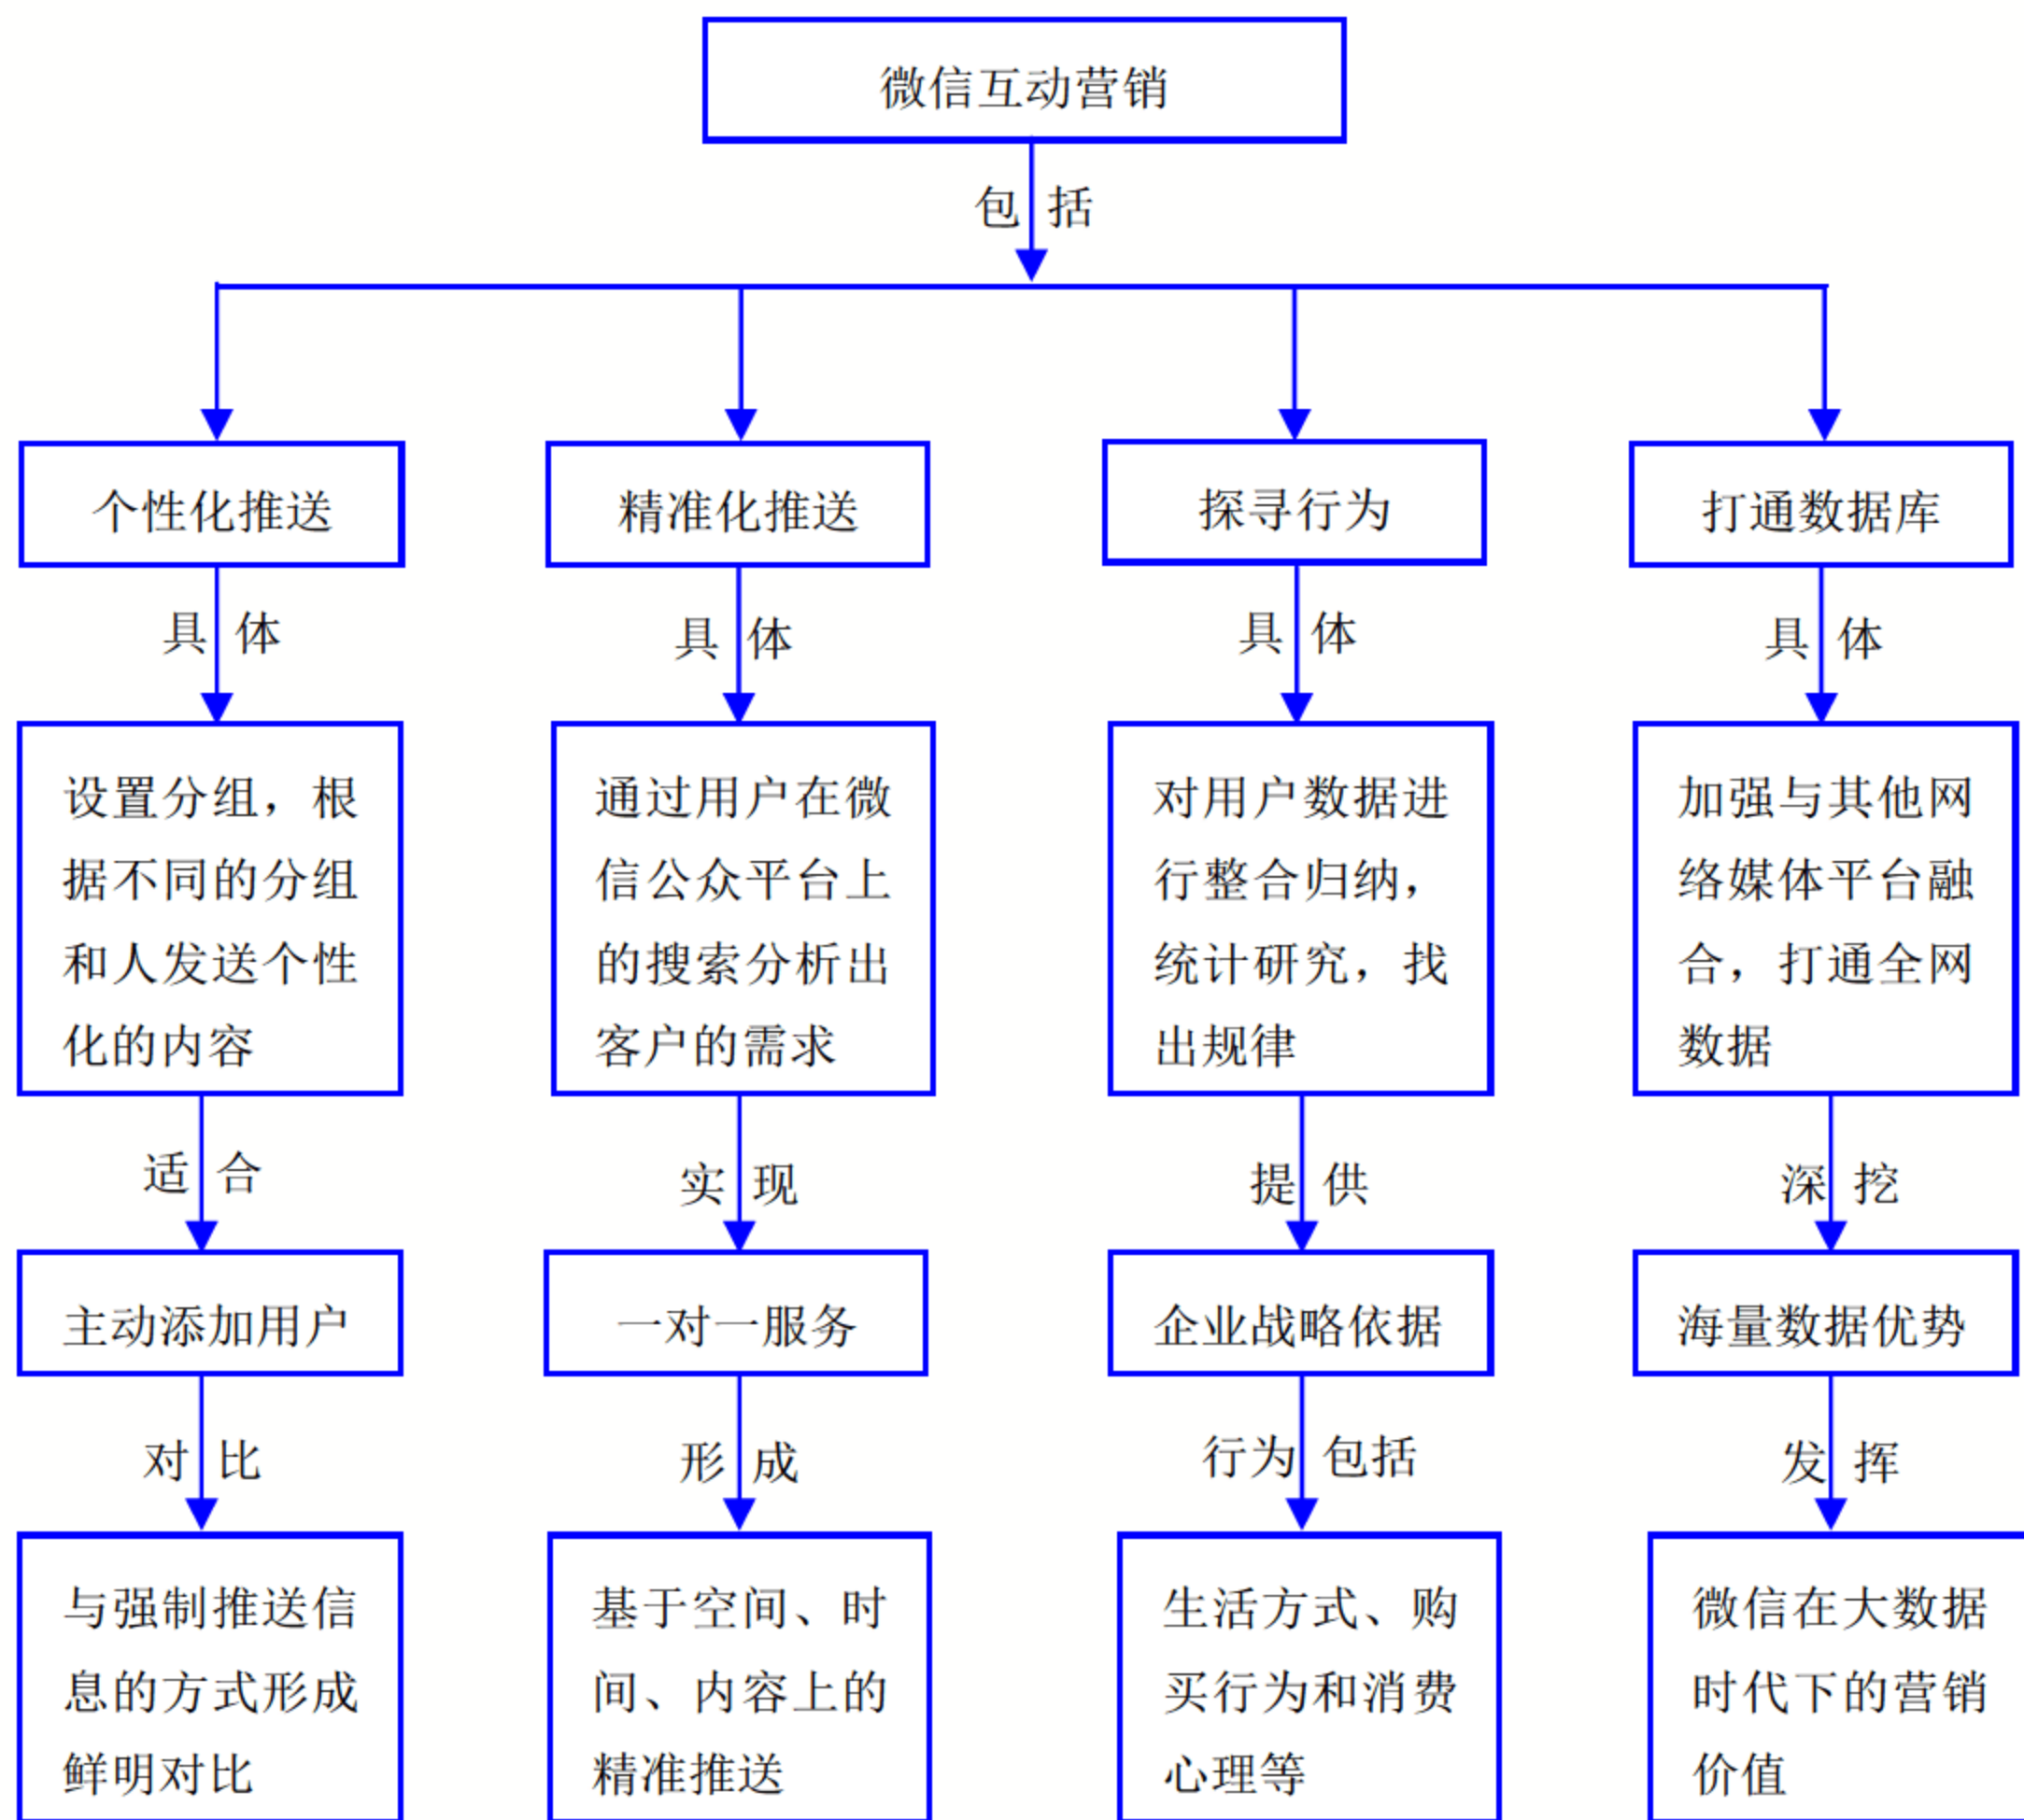 微信互动营销
包括
个性化推送
精准化推送
探寻行为
打通数据库
具体
具体
具体
具体
设置分组，根
据不同的分组
和人发送个性
化的内容
通过用户在微
信公众平台上
的搜索分析出
客户的需求
对用户数据进
行整合归纳，
统计研究，找
出规律
加强与其他网
络媒体平台融
合，打通全网
数据
适合
实现
提供
深挖
主动添加用户
一对一服务
企业战略依据
海量数据优势
对比
形成
行为包括
发挥
与强制推送信
息的方式形成
鲜明对比
基于空间、时
间、内容上的
精准推送
生活方式、购
买行为和消费
心理等
微信在大数据
时代下的营销
价值